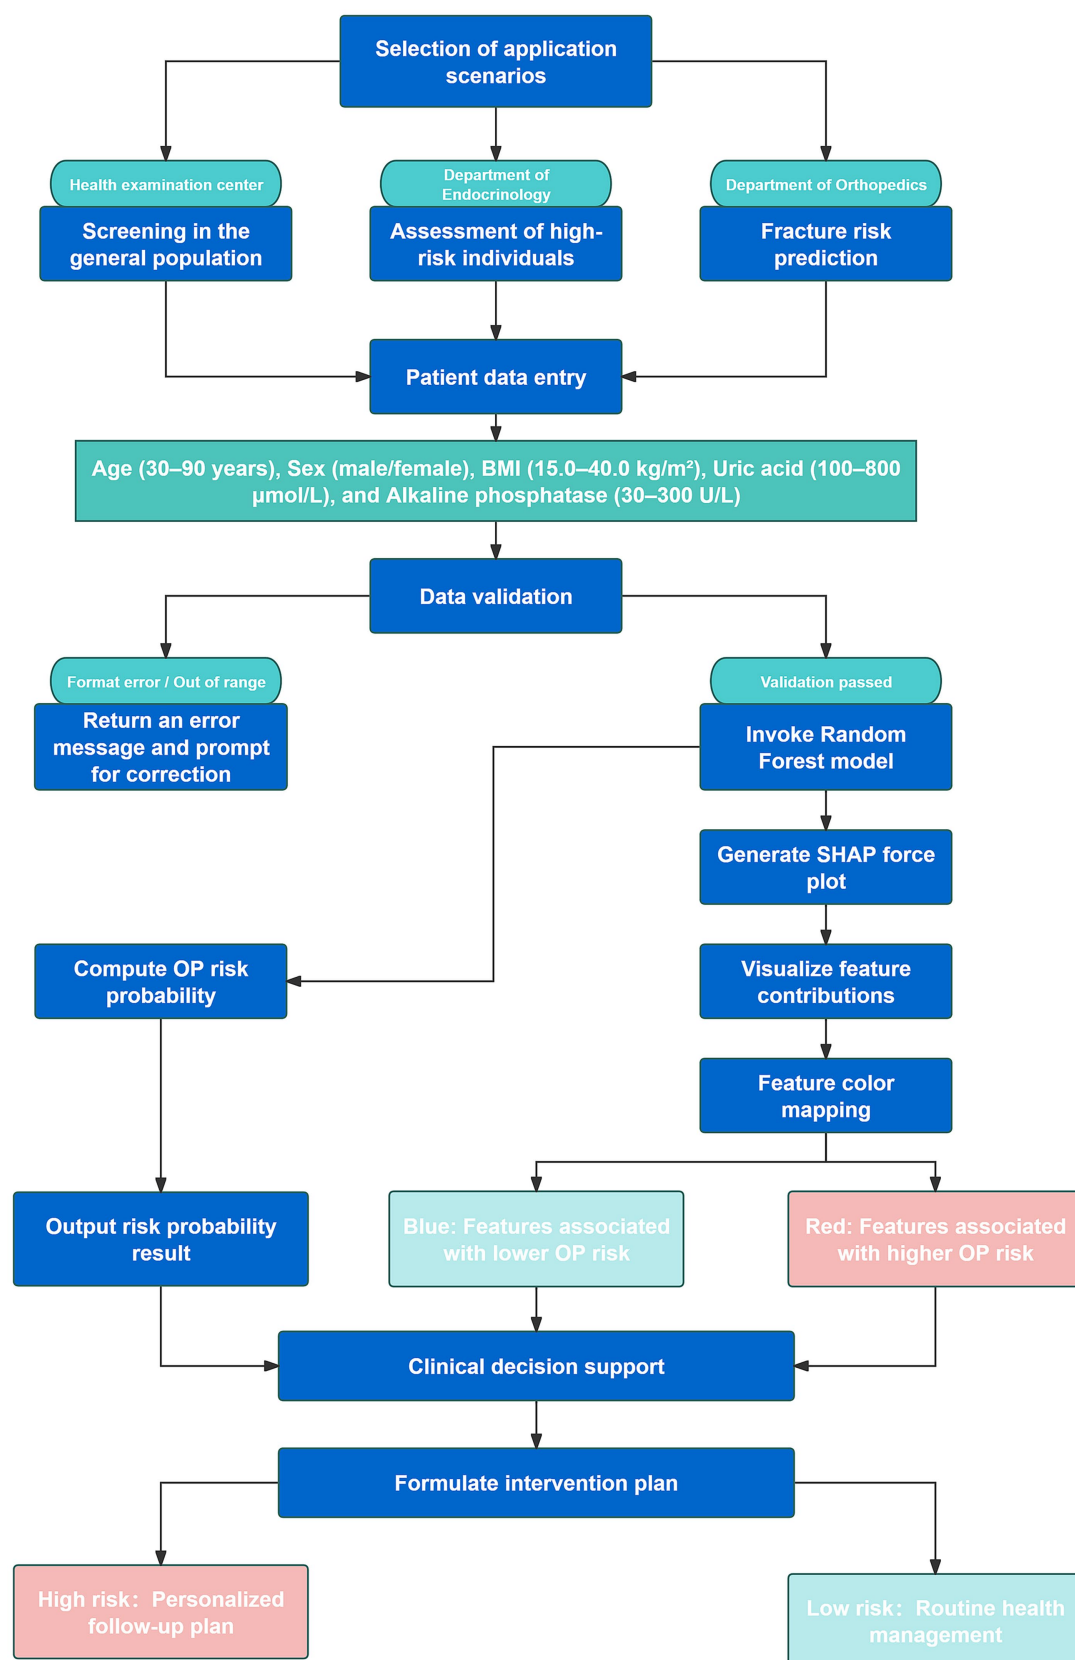 Selection of application
scenarios
Health examination center
Department of
Endocrinology
Department of Orthopedics
Screening in the
general population
Assessment of high-
risk individuals
Fracture risk
prediction
Patient data entry
Age (30–90 years), Sex (male/female), BMI (15.0–40.0 kg/m²), Uric acid (100–800
μmol/L), and Alkaline phosphatase (30–300 U/L)
Data validation
Format error / Out of range
Validation passed
Return an error
message and prompt
for correction
Invoke Random
Forest model
Generate SHAP force
plot
Compute OP risk
probability
Visualize feature
contributions
Feature color
mapping
Output risk probability
result
Blue: Features associated
with lower OP risk
Red: Features associated
with higher OP risk
Clinical decision support
Formulate intervention plan
High risk： Personalized
follow-up plan
Low risk： Routine health
management